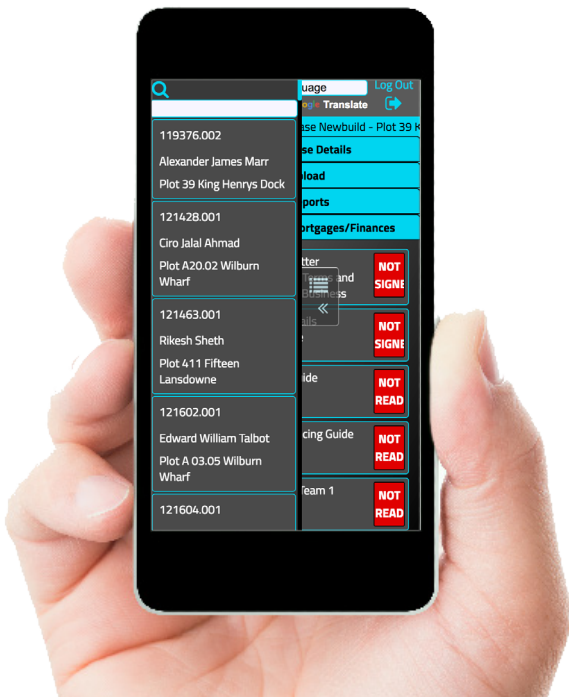 119376.002
Alexander James Marr
Plot 39 King Henrys Dock
121428.001
Ciro Jalal Ahmad
Plot A20.02 Wilburn
Wharf
121463.001
Rikesh Sheth
Plot 411 Fifteen
Lansdowne
121602.001
Edward William Talbot
Plot A 03.05 Wilburn
Wharf
121604.001
uage
Log Out
ogle Translate
ase Newbuild - Plot 39 K
se Details
load
ports
ortgages/Finances
tter
Terms and
Business
NOT
SIGNE
ails
NOT
SIGNE
ide
NOT
READ
cing Guide
NOT
READ
Team 1
NOT
READ